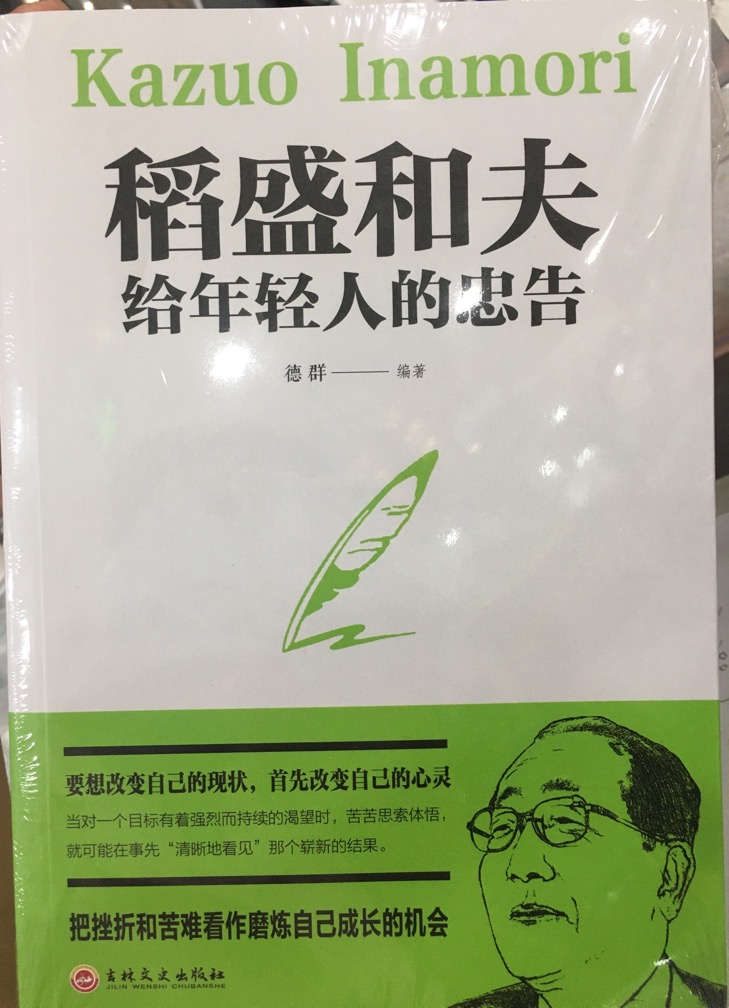 Kazuo Inamori
稻盛和夫
给年轻人的忠告
德群——编著
要想改变自己的现状，首先改变自己的心灵
当对一个目标有着强烈而持续的渴望时，苦苦思索体悟，
就可能在事先“清晰地看见”那个崭新的结果。
把挫折和苦难看作磨炼自己成长的机会
吉林文史出版社
JILIN WENSHI CHUBANSHE